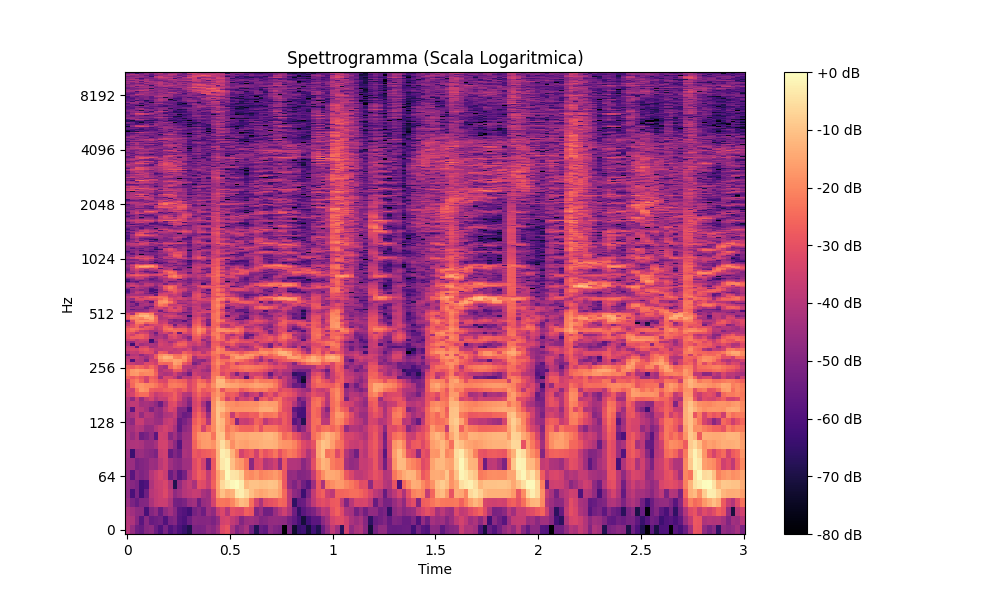 Spettrogramma (Scala Logaritmica)
Hz
8192
4096
2048
1024
512
256
128
64
0
0 0.5 1 1.5 2 2.5 3
Time
+0 dB
-10 dB
-20 dB
-30 dB
-40 dB
-50 dB
-60 dB
-70 dB
-80 dB